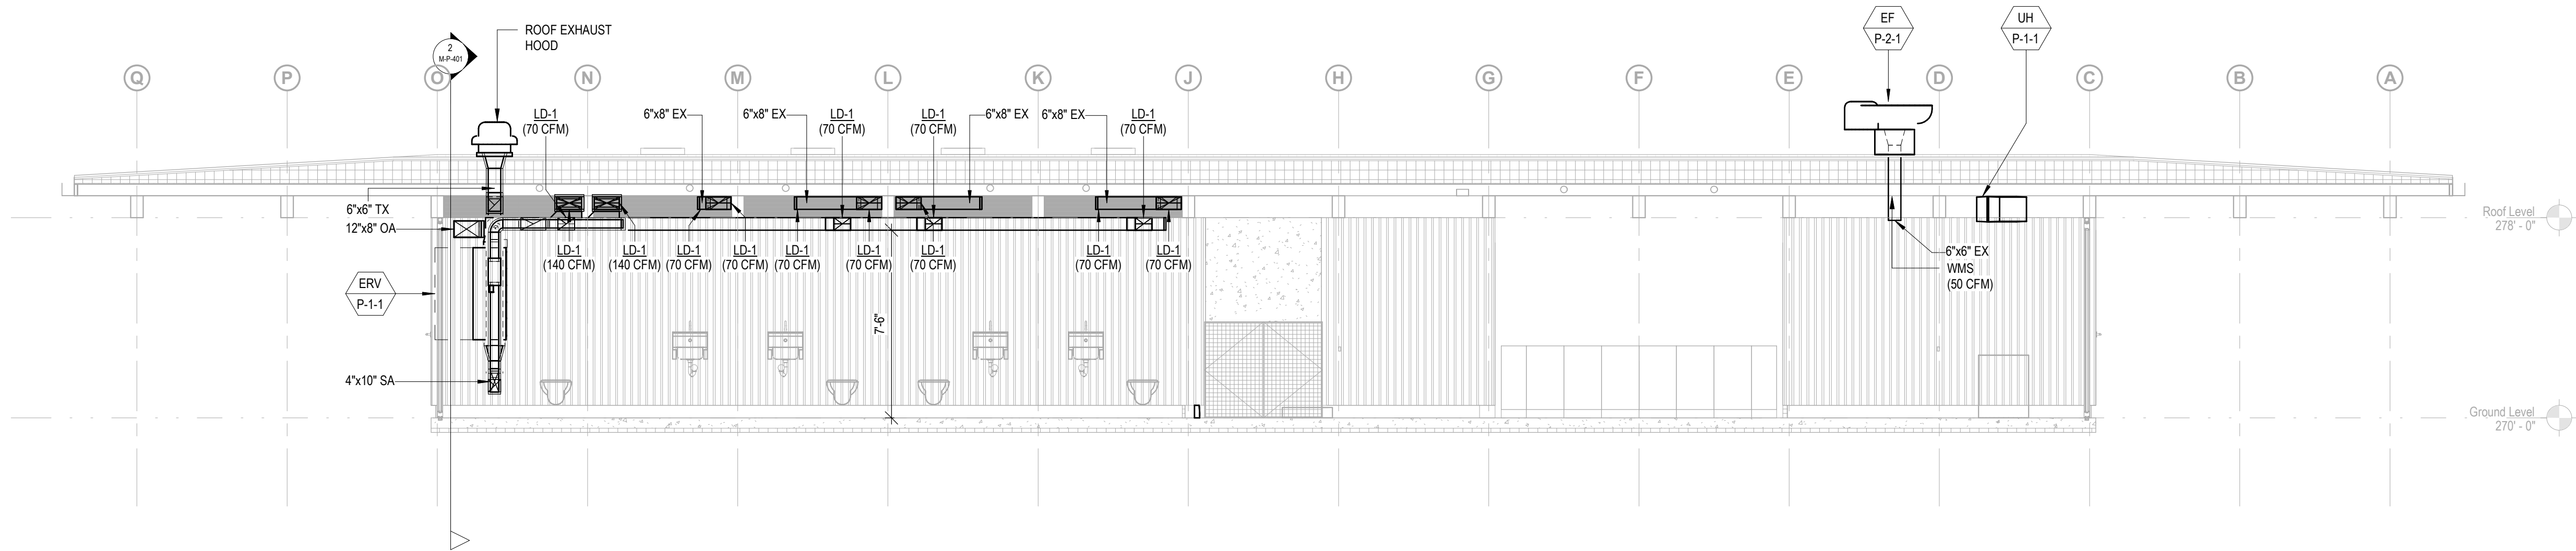 EF
P-2-1
UH
P-1-1
ROOF EXHAUST
HOOD
2
M-P-401
Q
P
O
N
M
L
K
J
H
G
F
E
D
C
B
A
LD-1
(70 CFM)
6"x8" EX
6"x8" EX
LD-1
(70 CFM)
LD-1
(70 CFM)
6"x8" EX
6"x8" EX
LD-1
(70 CFM)
6"x6" TX
12"x8" OA
Roof Level
278' - 0"
LD-1
(140 CFM)
LD-1
(140 CFM)
LD-1
(70 CFM)
LD-1
(70 CFM)
LD-1
(70 CFM)
LD-1
(70 CFM)
LD-1
(70 CFM)
LD-1
(70 CFM)
LD-1
(70 CFM)
6"x6" EX
WMS
(50 CFM)
ERV
P-1-1
7'-6"
4"x10" SA
Ground Level
270' - 0"